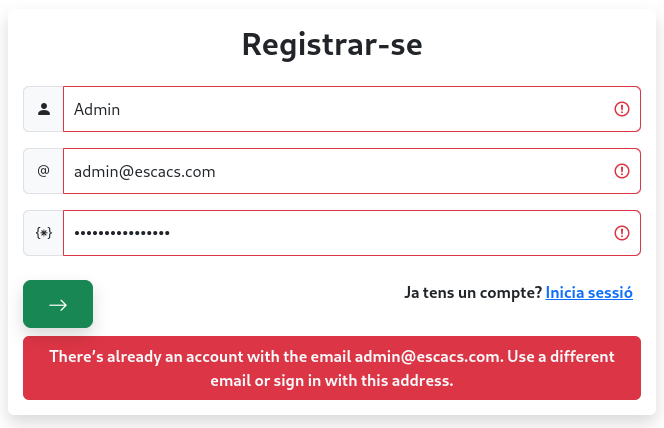 Registrar-se
Admin
@ admin@escacs.com
{*} ••••••••••••••••
Ja tens un compte? Inicia sessió
There's already an account with the email admin@escacs.com. Use a different
email or sign in with this address.